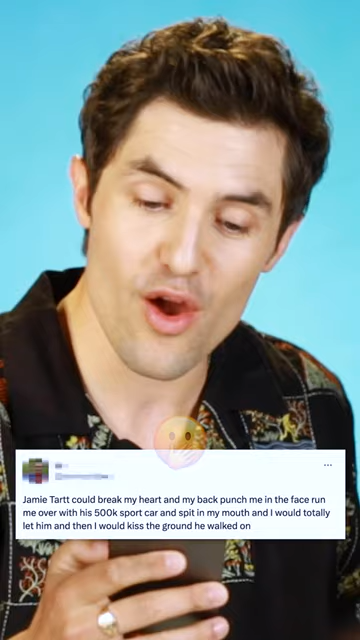 Jamie Tartt could break my heart and my back punch me in the face run
me over with his 500k sport car and spit in my mouth and I would totally
let him and then I would kiss the ground he walked on